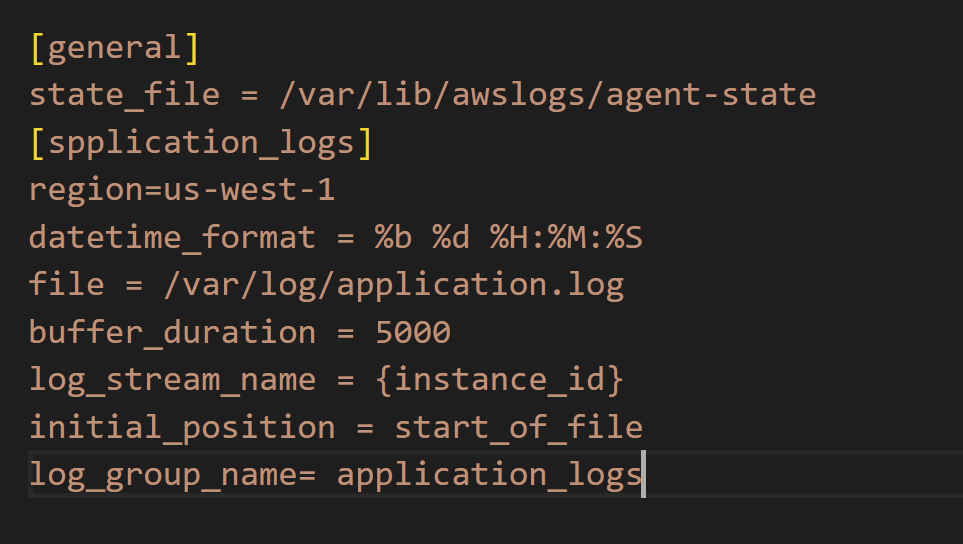 [general]
state_file = /var/lib/awslogs/agent-state
[spplication_logs]
region=us-west-1
datetime_format = %b %d %H:%M:%S
file = /var/log/application.log
buffer_duration = 5000
log_stream_name = {instance_id}
initial_position = start_of_file
log_group_name= application_logs